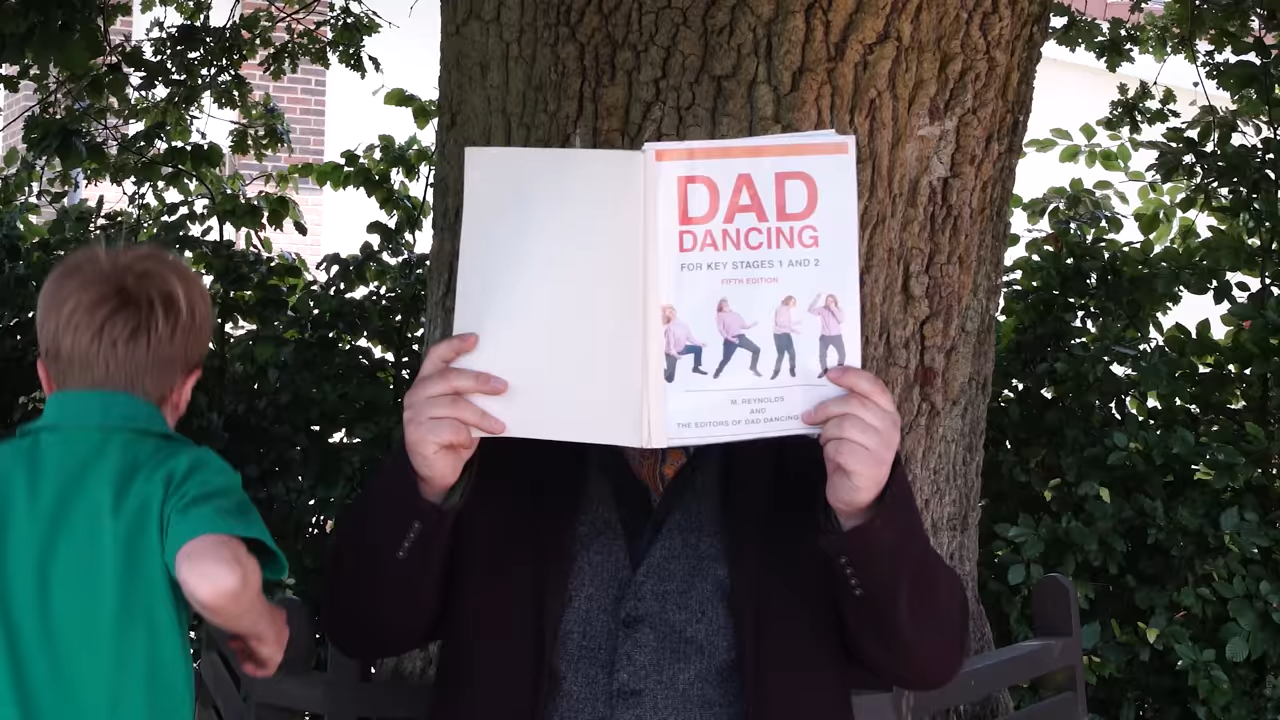 DAD
DANCING
FOR KEY STAGES 1 AND 2
FIFTH EDITION
M. REYNOLDS
AND
THE EDITORS OF DAD DANCING